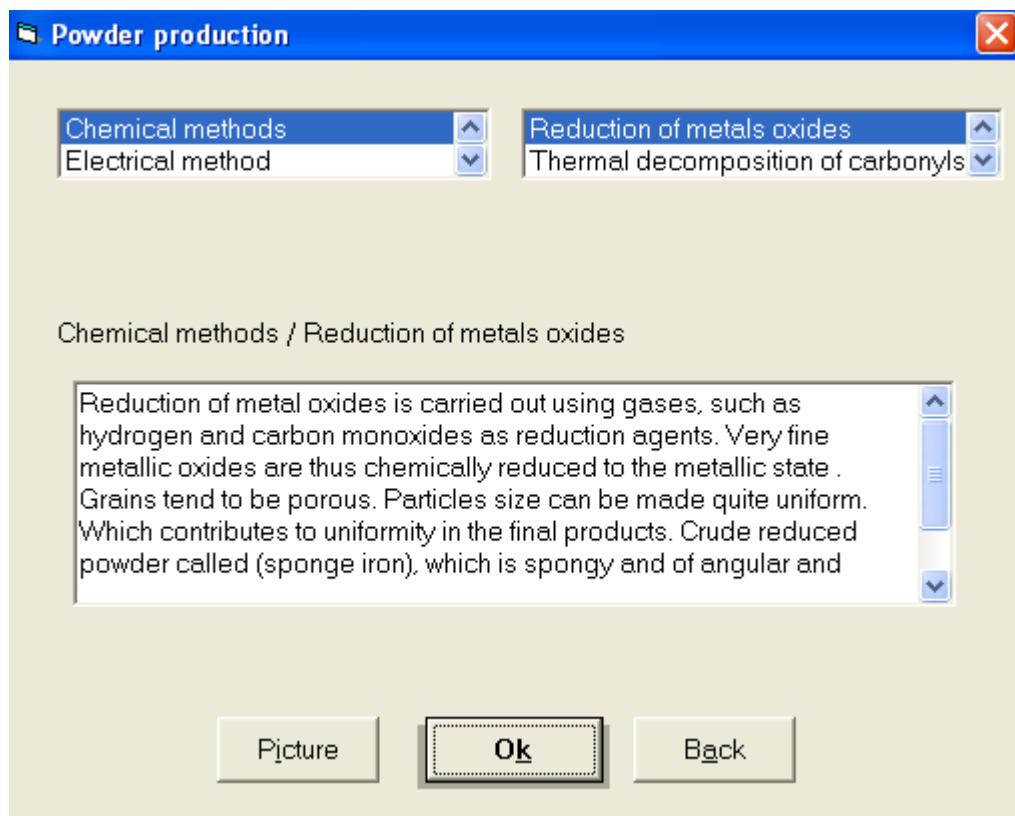 Powder production
Chemical methods
Electrical method
Reduction of metals oxides
Thermal decomposition of carbonyls
Chemical methods / Reduction of metals oxides
Reduction of metal oxides is carried out using gases, such as
hydrogen and carbon monoxides as reduction agents. Very fine
metallic oxides are thus chemically reduced to the metallic state .
Grains tend to be porous. Particles size can be made quite uniform.
Which contributes to uniformity in the final products. Crude reduced
powder called (sponge iron), which is spongy and of angular and
Picture
Ok
Back